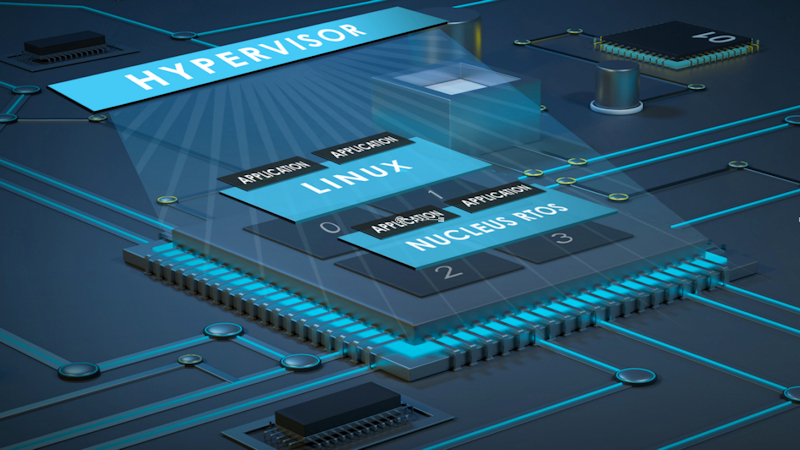 HYPERVISOR
01
APPLICATION APPLICATION
LINUX
0 1
APPLICATION APPLICATION
NUCLEUS RTOS
2 3